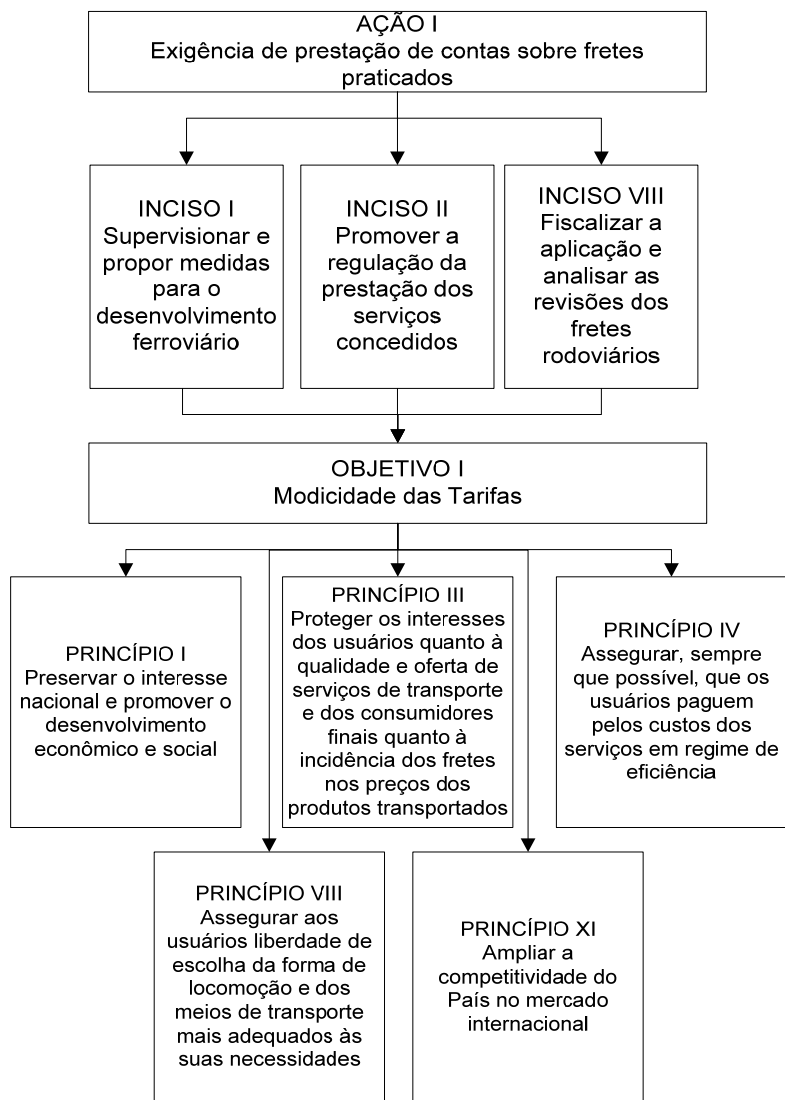 AÇÃO I
Exigência de prestação de contas sobre fretes
praticados
INCISO I
Supervisionar e
propor medidas
para o
desenvolvimento
ferroviário
INCISO II
Promover a
regulação da
prestação dos
serviços
concedidos
INCISO VIII
Fiscalizar a
aplicação e
analisar as
revisões dos
fretes
rodoviários
OBJETIVO I
Modicidade das Tarifas
PRINCÍPIO I
Preservar o interesse
nacional e promover o
desenvolvimento
econômico e social
PRINCÍPIO III
Proteger os interesses
dos usuários quanto à
qualidade e oferta de
serviços de transporte
e dos consumidores
finais quanto à
incidência dos fretes
nos preços dos
produtos transportados
PRINCÍPIO IV
Assegurar, sempre
que possível, que os
usuários paguem
pelos custos dos
serviços em regime de
eficiência
PRINCÍPIO VIII
Assegurar aos
usuários liberdade de
escolha da forma de
locomoção e dos
meios de transporte
mais adequados às
suas necessidades
PRINCÍPIO XI
Ampliar a
competitividade do
País no mercado
internacional